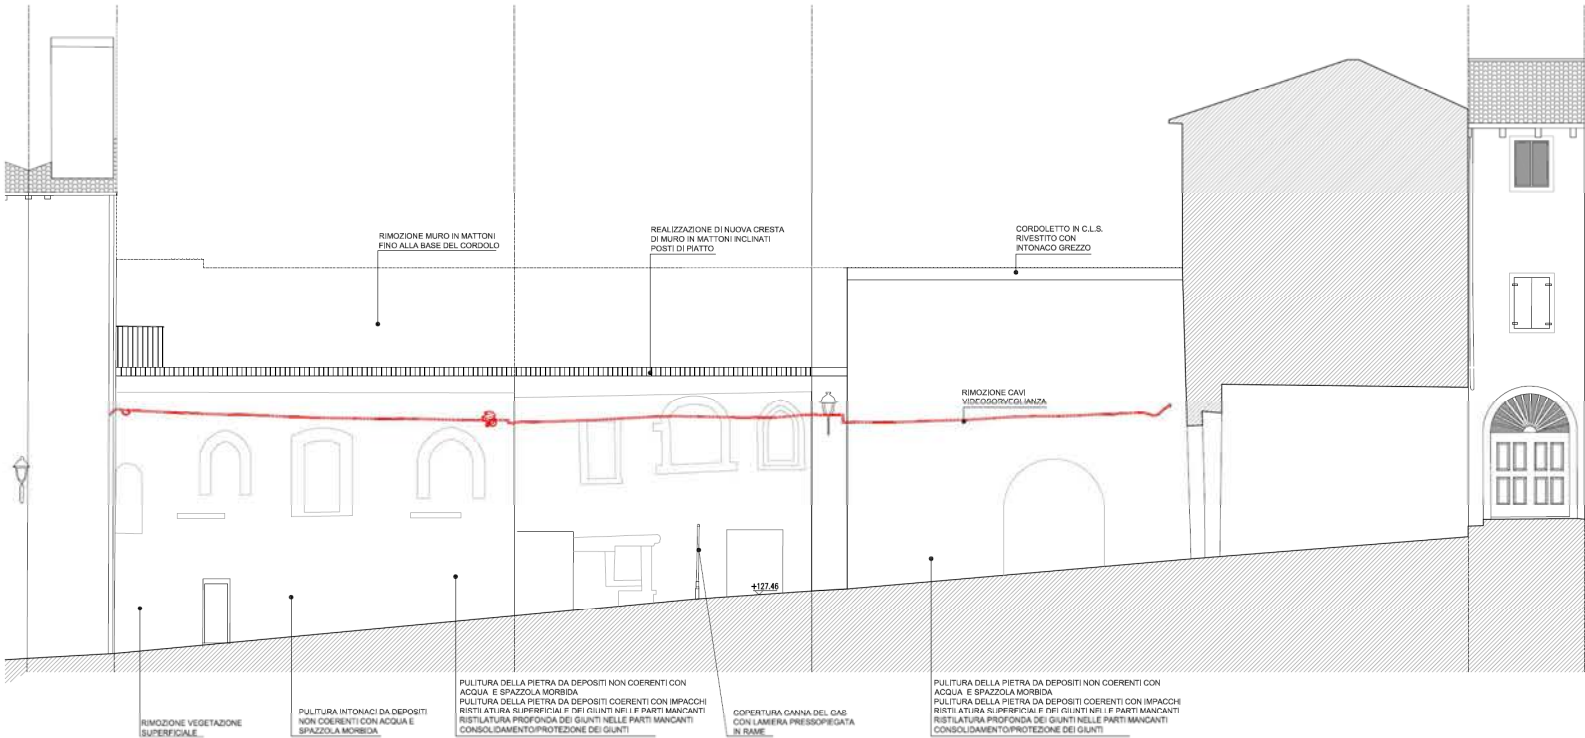 RIMOZIONE MURO IN MATTONI
FINO ALLA BASE DEL CORDOLO
REALIZZAZIONE DI NUOVA CRESTA
DI MURO IN MATTONI INCLINATI
POSTI DI PIATTO
CORDOLETTO IN C.L.S.
RIVESTITO CON
INTONACO GREZZO
RIMOZIONE CAVI
VIDEOSORVEGLIANZA
+127.46
RIMOZIONE VEGETAZIONE
SUPERFICIALE
PULITURA INTONACI DA DEPOSITI
NON COERENTI CON ACQUA E
SPAZZOLA MORBIDA
PULITURA DELLA PIETRA DA DEPOSITI NON COERENTI CON
ACQUA E SPAZZOLA MORBIDA
PULITURA DELLA PIETRA DA DEPOSITI COERENTI CON IMPACCHI
RISTILATURA SUPERFICIALE DEI GIUNTI NELLE PARTI MANCANTI
RISTILATURA PROFONDA DEI GIUNTI NELLE PARTI MANCANTI
CONSOLIDAMENTO/PROTEZIONE DEI GIUNTI
COPERTURA CANNA DEL GAS
CON LAMIERA PRESSOPIEGATA
IN RAME
PULITURA DELLA PIETRA DA DEPOSITI NON COERENTI CON
ACQUA E SPAZZOLA MORBIDA
PULITURA DELLA PIETRA DA DEPOSITI COERENTI CON IMPACCHI
RISTILATURA SUPERFICIALE DEI GIUNTI NELLE PARTI MANCANTI
RISTILATURA PROFONDA DEI GIUNTI NELLE PARTI MANCANTI
CONSOLIDAMENTO/PROTEZIONE DEI GIUNTI